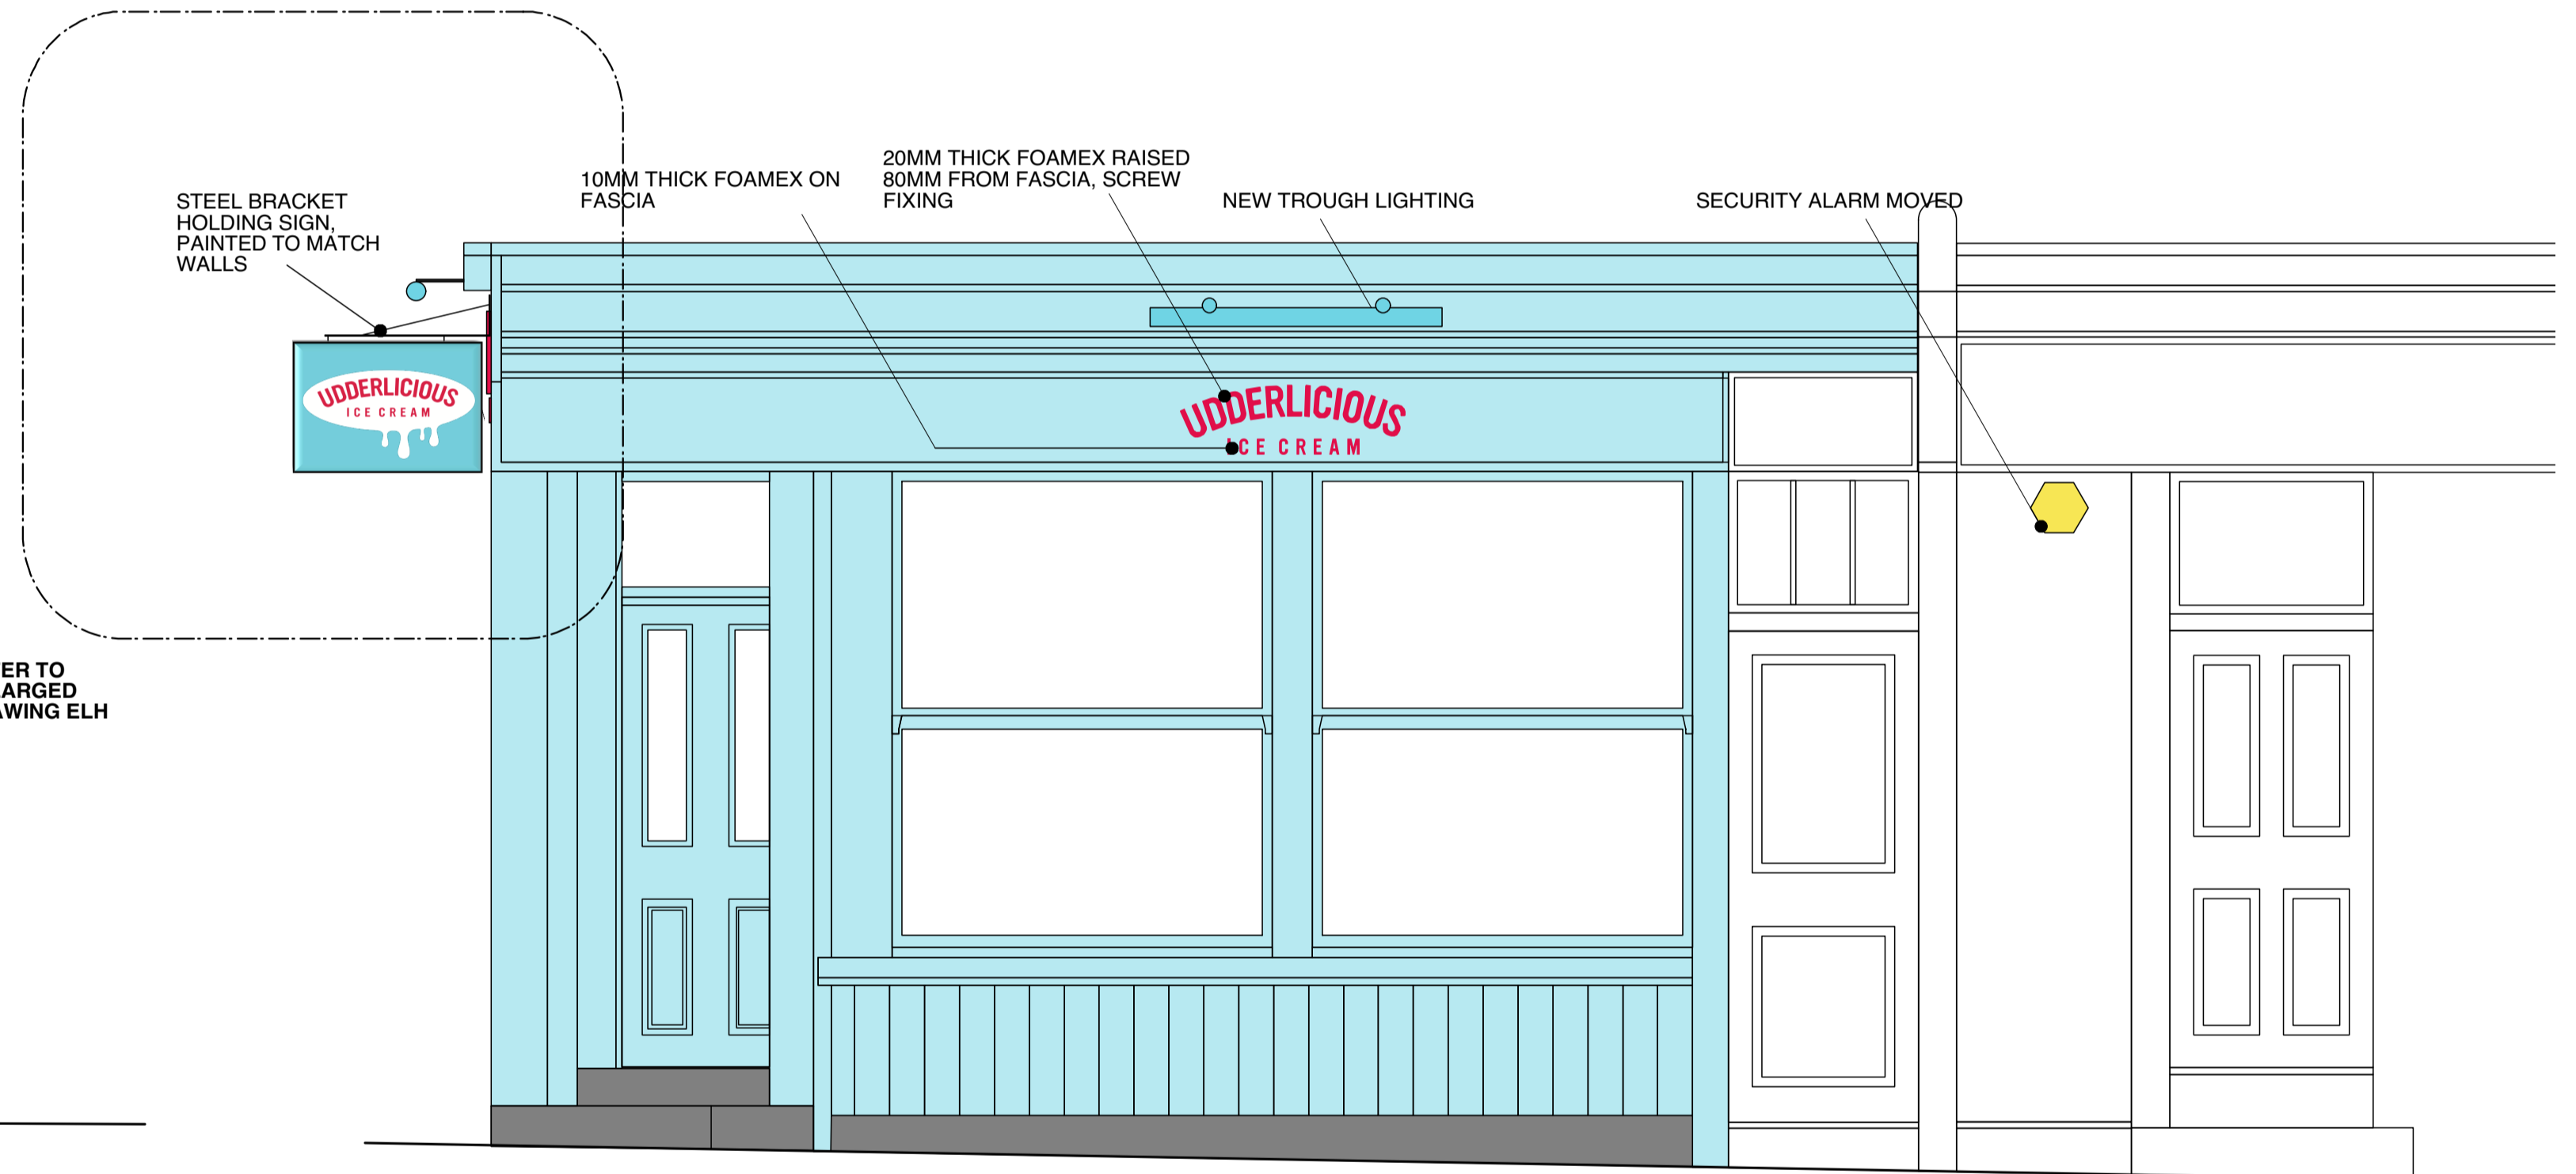 20MM THICK FOAMEX RAISED
80MM FROM FASCIA, SCREW
FIXING
10MM THICK FOAMEX ON
FASCIA
STEEL BRACKET
HOLDING SIGN,
PAINTED TO MATCH
WALLS
NEW TROUGH LIGHTING
SECURITY ALARM MOVED
UDDERLICIOUS
ICE CREAM
UDDERLICIOUS
ICE CREAM
ER TO
ARGED
AWING ELH